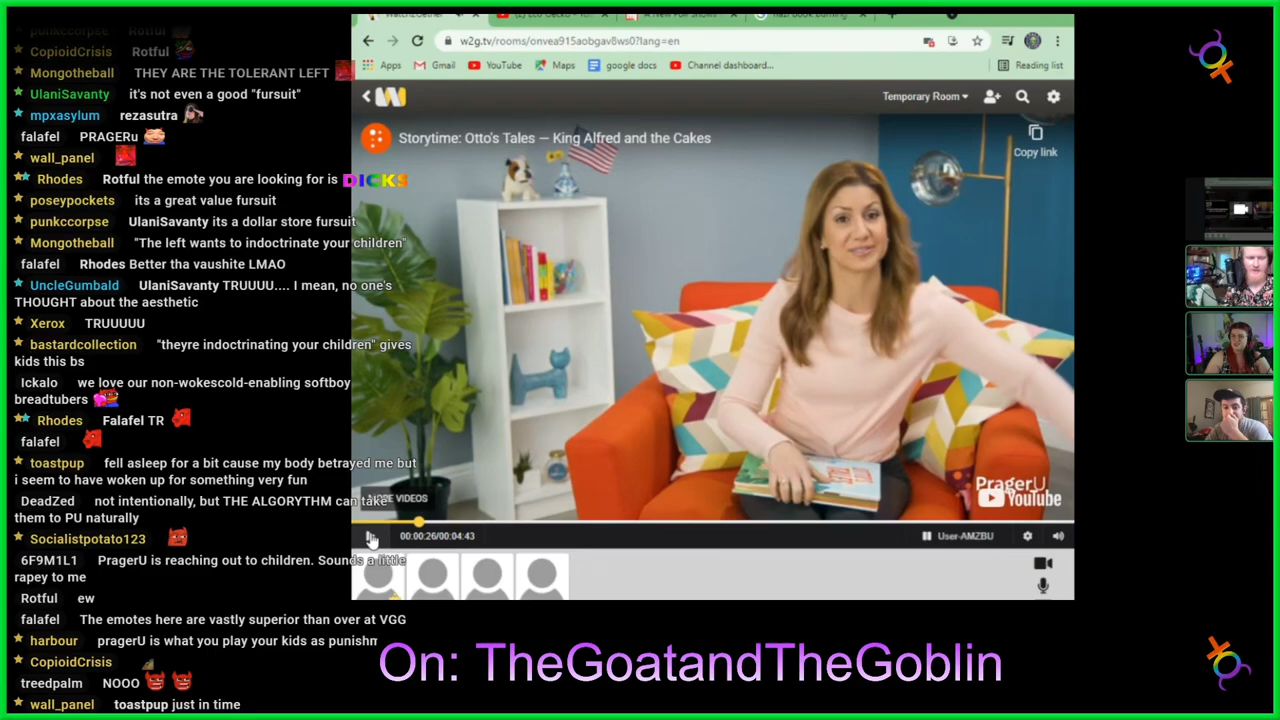 punkccorpse Rotful
CopioidCrisis Rotful
Mongotheball THEY ARE THE TOLERANT LEFT
UlaniSavanty it's not even a good "fursuit"
mpxasylum rezasutra
falafel PRAGERu
wall_panel
Rhodes Rotful the emote you are looking for is DICKS
poseypockets its a great value fursuit
punkccorpse UlaniSavanty its a dollar store fursuit
Mongotheball "The left wants to indoctrinate your children"
falafel Rhodes Better tha vaushite LMAO
UncleGumbald UlaniSavanty TRUUUU.... I mean, no one's
THOUGHT about the aesthetic
Xerox TRUUUUU
bastardcollection "theyre indoctrinating your children" gives
kids this bs
Ickalo we love our non-wokescold-enabling softboy
breadtubers
Rhodes Falafel TR
falafel
toastpup fell asleep for a bit cause my body betrayed me but
i seem to have woken up for something very fun
DeadZed not intentionally, but THE ALGORYTHM can take
them to PU naturally
Socialistpotato123
6F9M1L1 PragerU is reaching out to children. Sounds a little
rapey to me
Rotful ew
falafel The emotes here are vastly superior than over at VGG
harbour pragerU is what you play your kids as punishm
CopioidCrisis
treedpalm NOOO
wall_panel toastpup just in time
w2g.tv/rooms/onvea915aobgav8ws0?lang=en
Apps Gmail YouTube Maps google docs Channel dashboard... Reading list
Temporary Room
Storytime: Otto's Tales — King Alfred and the Cakes
Copy link
VIDEOS
PragerU
YouTube
00:00:26/00:04:43 User-AMZBU
On: TheGoatandTheGoblin